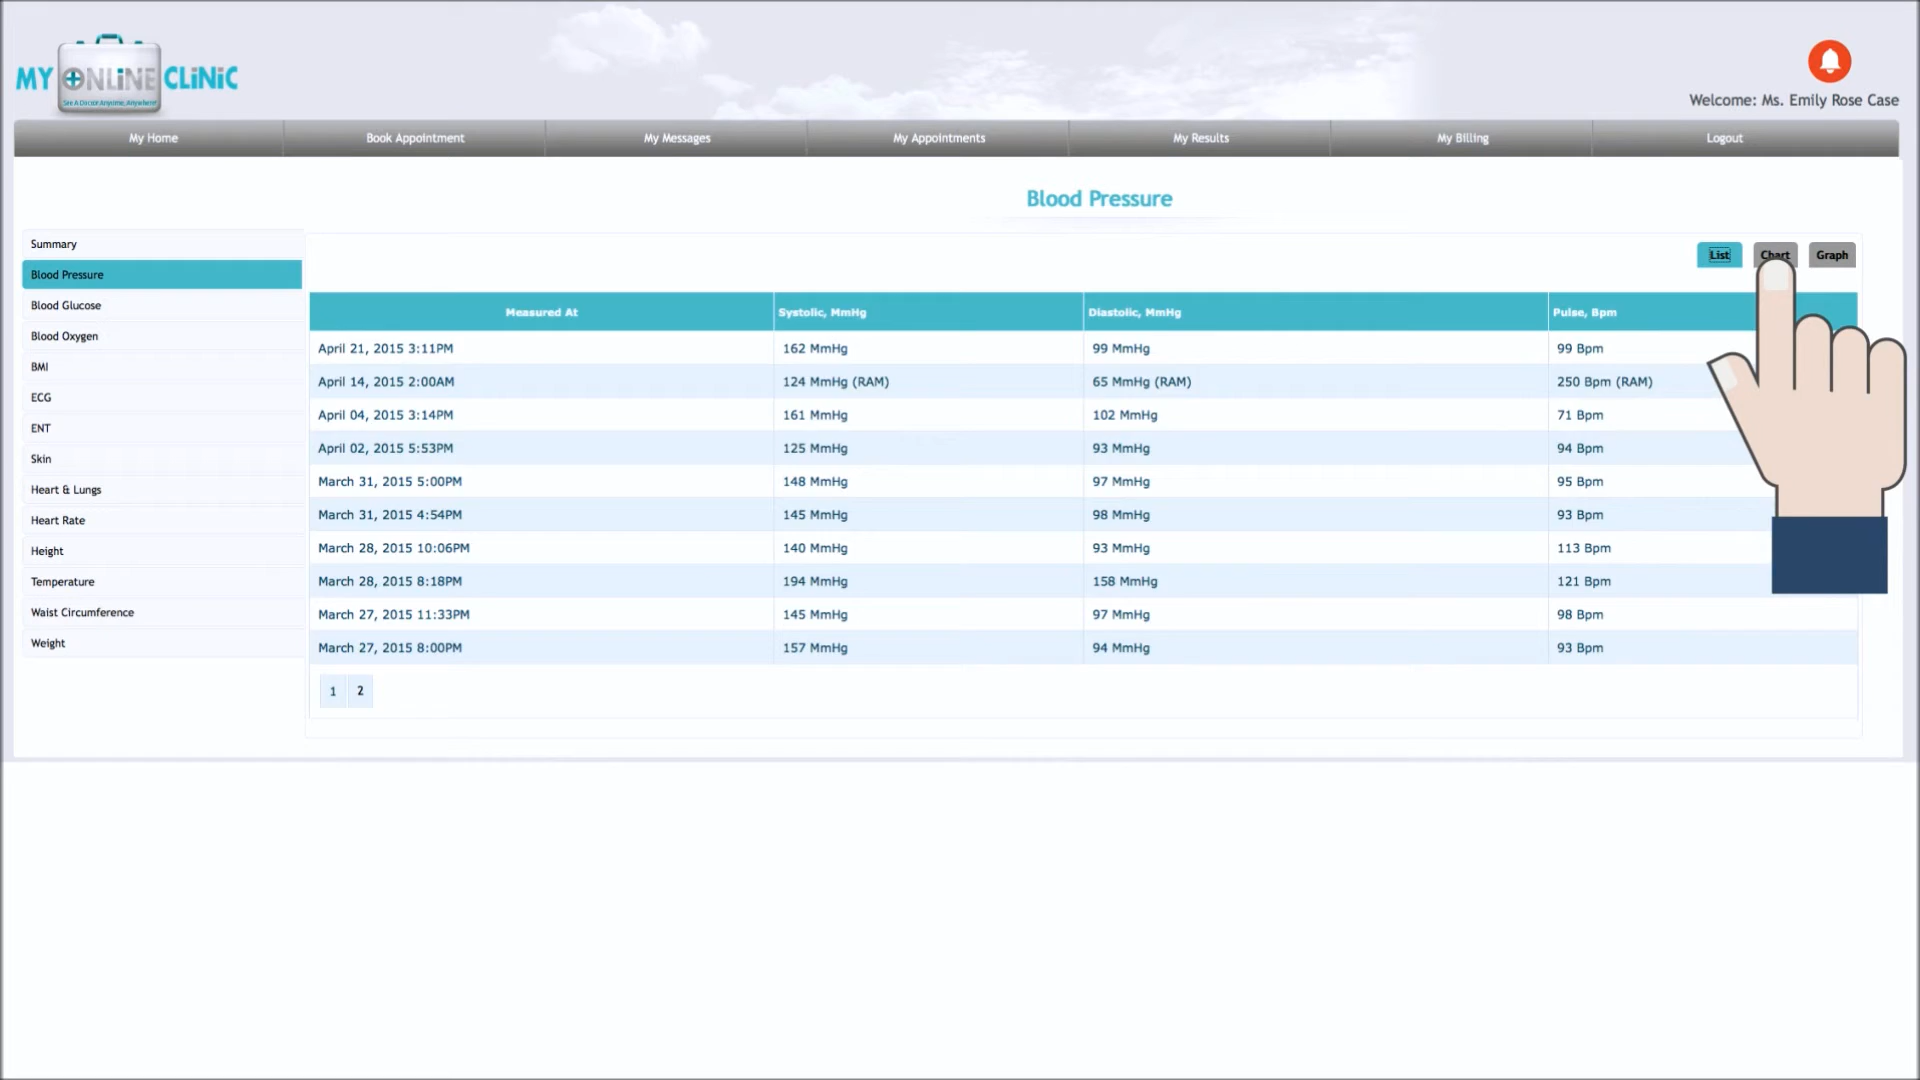 MY ONLINE CLINIC
See A Doctor Anytime, Anywhere!
Welcome: Ms. Emily Rose Case
My Home Book Appointment My Messages My Appointments My Results My Billing Logout
Blood Pressure
Summary
Blood Pressure
Blood Glucose
Blood Oxygen
BMI
ECG
ENT
Skin
Heart & Lungs
Heart Rate
Height
Temperature
Waist Circumference
Weight
List Chart Graph
Measured At Systolic, MmHg Diastolic, MmHg Pulse, Bpm
April 21, 2015 3:11PM 162 MmHg 99 MmHg 99 Bpm
April 14, 2015 2:00AM 124 MmHg (RAM) 65 MmHg (RAM) 250 Bpm (RAM)
April 04, 2015 3:14PM 161 MmHg 102 MmHg 71 Bpm
April 02, 2015 5:53PM 125 MmHg 93 MmHg 94 Bpm
March 31, 2015 5:00PM 148 MmHg 97 MmHg 95 Bpm
March 31, 2015 4:54PM 145 MmHg 98 MmHg 93 Bpm
March 28, 2015 10:06PM 140 MmHg 93 MmHg 113 Bpm
March 28, 2015 8:18PM 194 MmHg 158 MmHg 121 Bpm
March 27, 2015 11:33PM 145 MmHg 97 MmHg 98 Bpm
March 27, 2015 8:00PM 157 MmHg 94 MmHg 93 Bpm
1 2